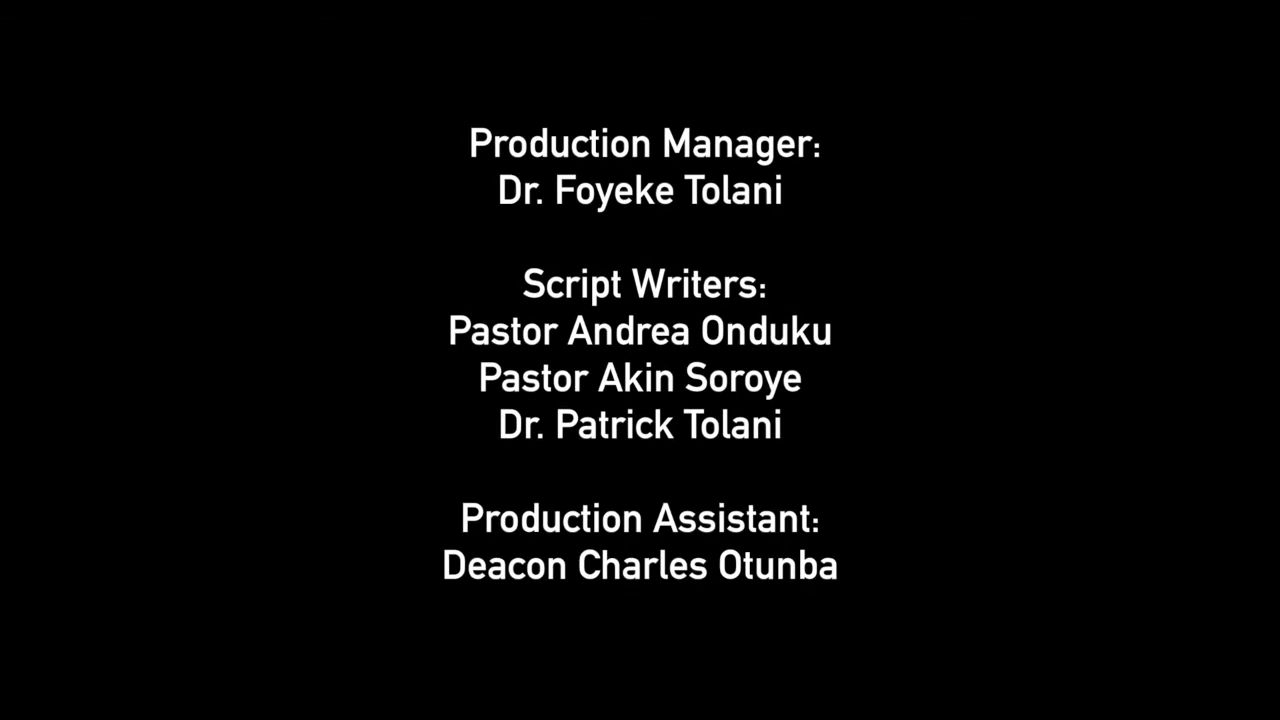 Production Manager:
Dr. Foyeke Tolani
Script Writers:
Pastor Andrea Onduku
Pastor Akin Soroye
Dr. Patrick Tolani
Production Assistant:
Deacon Charles Otunba